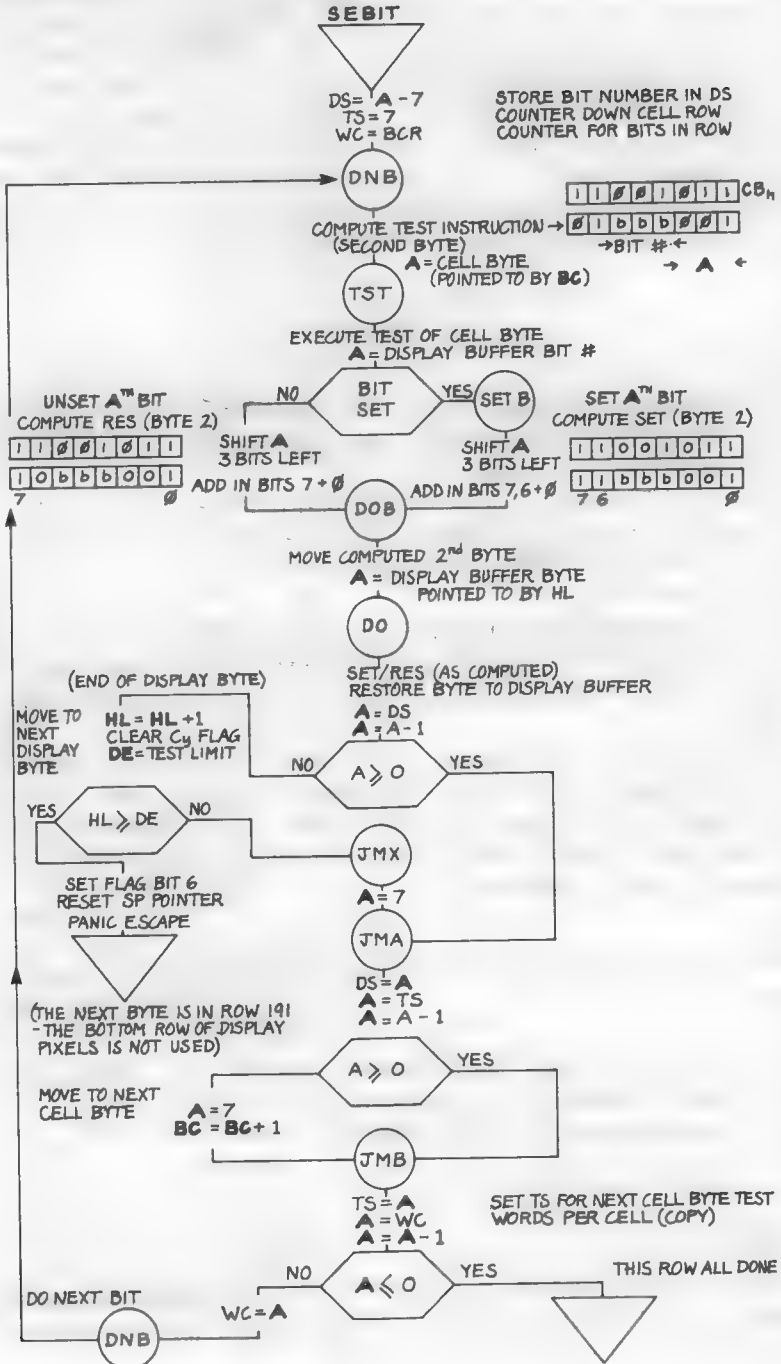 SEBIT
DS= A-7
TS=7
WC=BCR
STORE BIT NUMBER IN DS
COUNTER DOWN CELL ROW
COUNTER FOR BITS IN ROW
DNB
1 1 Ø Ø 1 Ø 1 1 CBH
COMPUTE TEST INSTRUCTION →
(SECOND BYTE)
Ø 1 b b b Ø Ø 1
→BIT #←
→ A ←
A = CELL BYTE
(POINTED TO BY BC)
TST
EXECUTE TEST OF CELL BYTE
A = DISPLAY BUFFER BIT #
NO
BIT
SET
YES
SET B
UNSET ATH BIT
COMPUTE RES (BYTE 2)
1 1 Ø Ø 1 Ø 1 1
1 0 b b b 0 0 1
7 Ø
SHIFT A
3 BITS LEFT
ADD IN BITS 7+Ø
SHIFT A
3 BITS LEFT
ADD IN BITS 7,6+Ø
SET ATH BIT
COMPUTE SET (BYTE 2)
1 1 0 0 1 0 1 1
1 1 b b b 0 0 1
7 6 Ø
DOB
MOVE COMPUTED 2nd BYTE
A = DISPLAY BUFFER BYTE
POINTED TO BY HL
DO
SET/RES (AS COMPUTED)
RESTORE BYTE TO DISPLAY BUFFER
A = DS
A = A-1
(END OF DISPLAY BYTE)
HL = HL +1
CLEAR Cy FLAG
DE = TEST LIMIT
MOVE TO
NEXT
DISPLAY
BYTE
NO
A ⩾ 0
YES
YES
HL ⩾ DE
NO
JMX
A = 7
SET FLAG BIT 6
RESET SP POINTER
PANIC ESCAPE
JMA
DS = A
A = TS
A = A-1
(THE NEXT BYTE IS IN ROW 191
- THE BOTTOM ROW OF DISPLAY
PIXELS IS NOT USED)
A ⩾ 0
YES
MOVE TO NEXT
CELL BYTE
A = 7
BC = BC+1
JMB
TS = A
A = WC
A = A-1
SET TS FOR NEXT CELL BYTE TEST
WORDS PER CELL (COPY)
NO
A ⩽ 0
YES
THIS ROW ALL DONE
DO NEXT BIT
WC = A
DNB